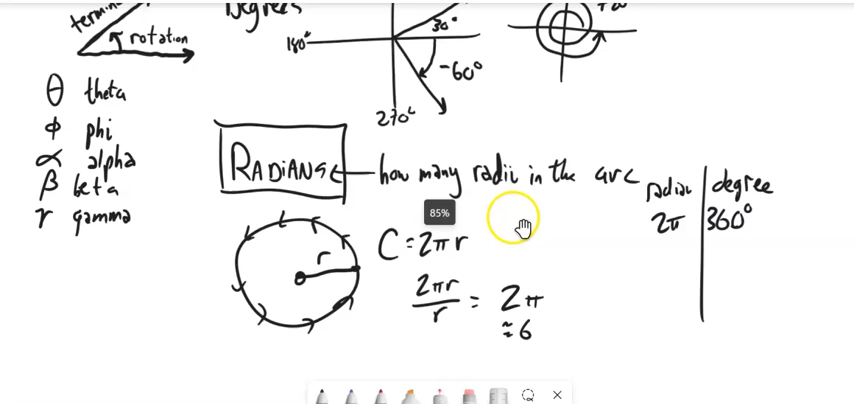 terminal
rotation
Degrees
180°
30°
-60°
270°
θ theta
φ phi
α alpha
β beta
γ gamma
RADIANS
how many radii in the arc
85%
r
C = 2πr
2πr/r = 2π
≈6
radian degree
2π 360°